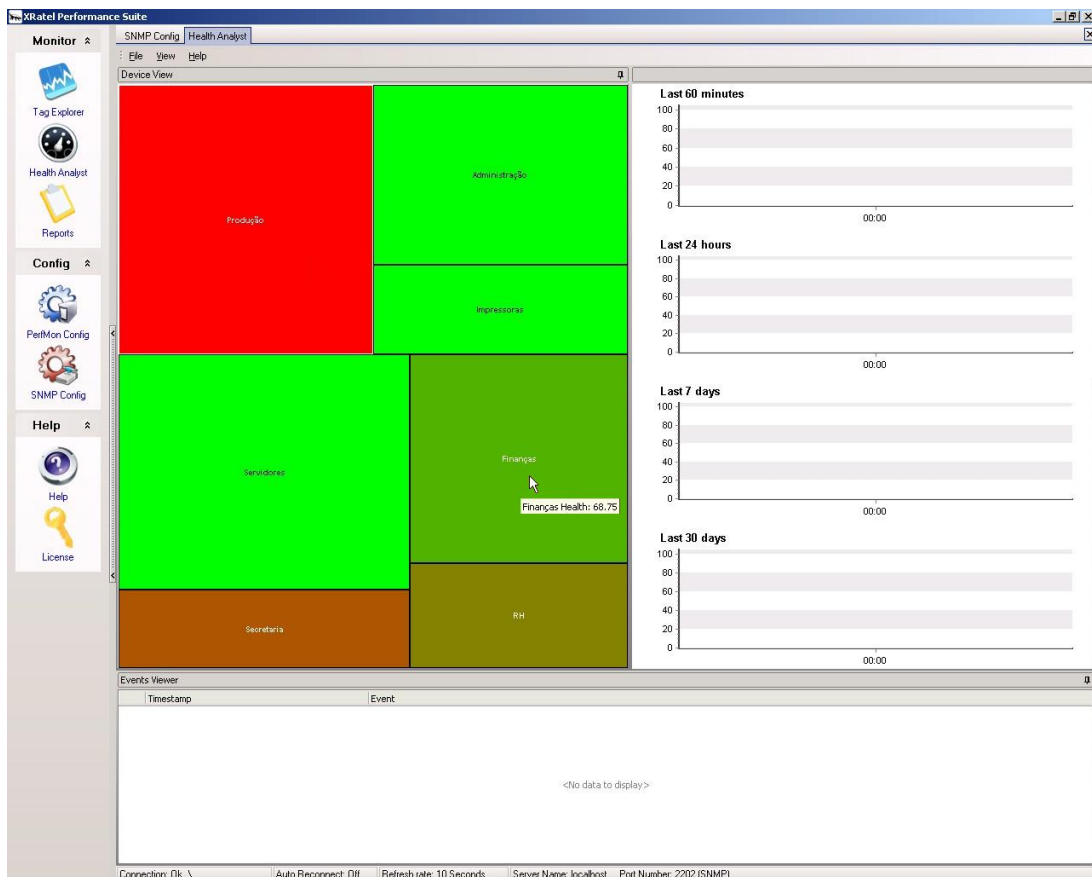 XRatel Performance Suite
Monitor
Tag Explorer
Health Analyst
Reports
Config
PerfMon Config
SNMP Config
Help
Help
License
SNMP Config Health Analyst
File View Help
Device View
Produção
Administração
Impressoras
Servidores
Finanças
Finanças Health: 68.75
Secretaria
RH
Last 60 minutes
100
80
60
40
20
0
00:00
Last 24 hours
100
80
60
40
20
0
00:00
Last 7 days
100
80
60
40
20
0
00:00
Last 30 days
100
80
60
40
20
0
00:00
Events Viewer
Timestamp Event
<No data to display>
Connection: Ok \ Auto Reconnect: Off Refresh rate: 10 Seconds Server Name: localhost Port Number: 2202 (SNMP)